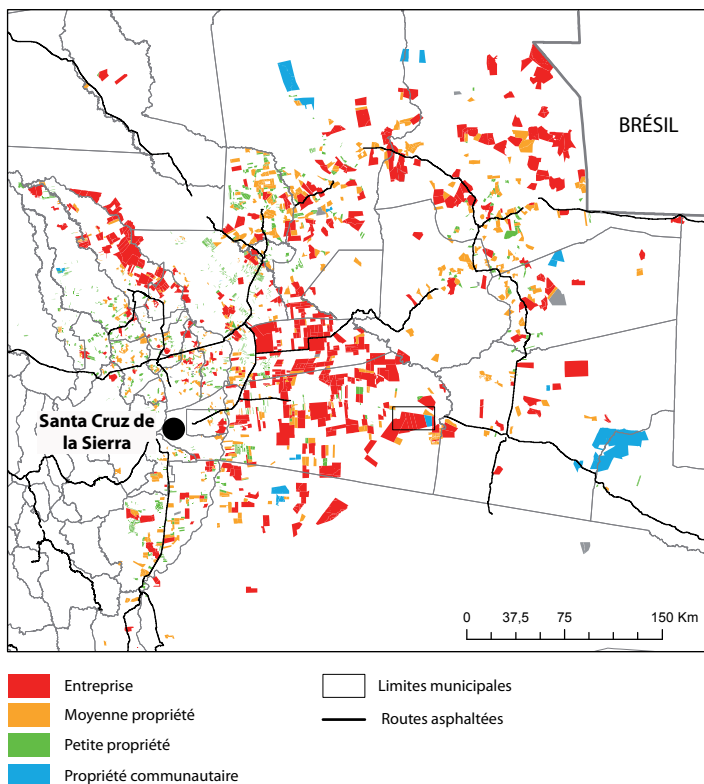 BRÉSIL
Santa Cruz de
la Sierra
0 37,5 75 150 Km
Entreprise
Moyenne propriété
Petite propriété
Propriété communautaire
Limites municipales
Routes asphaltées